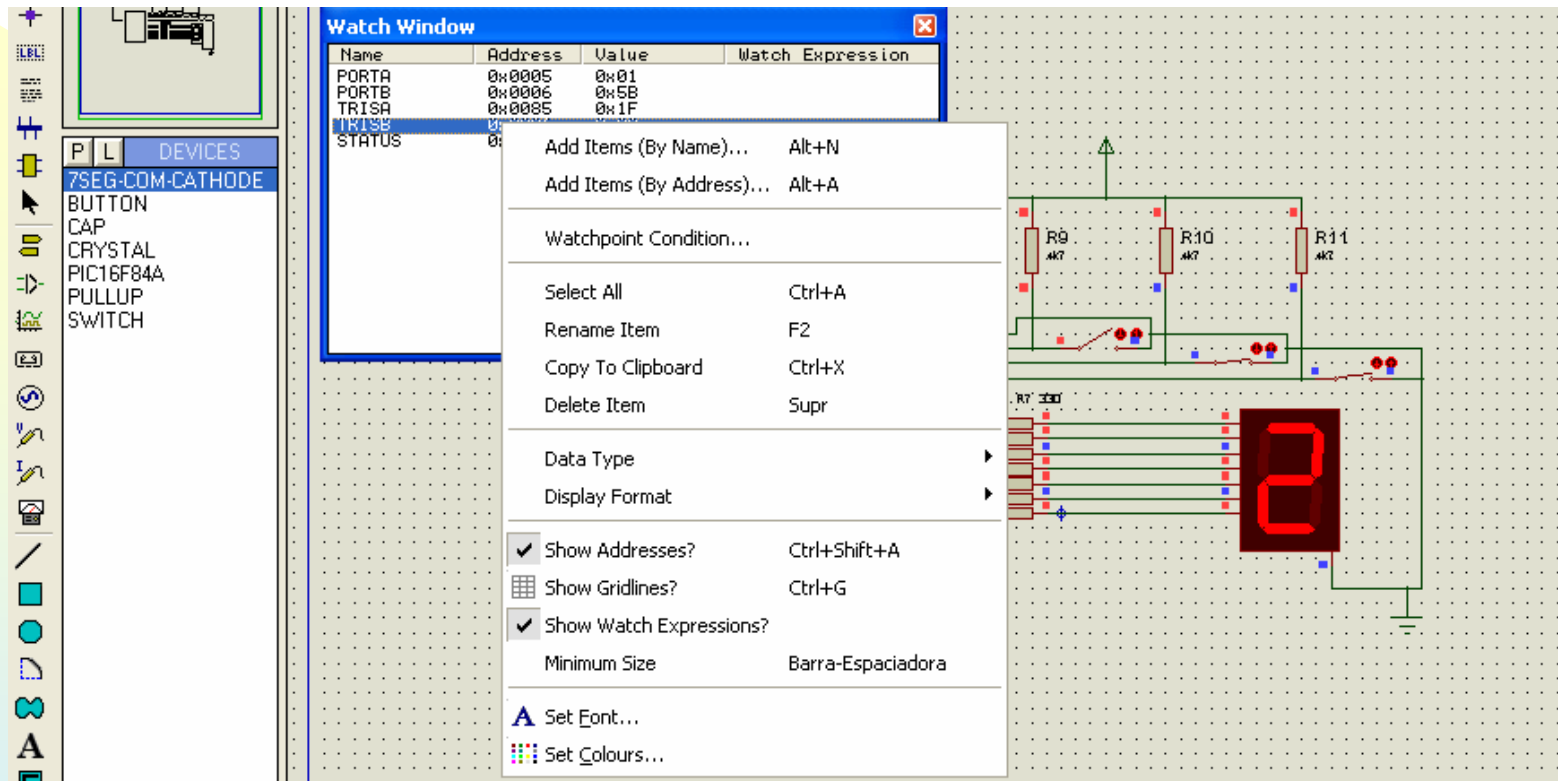 LBL
P L DEVICES
7SEG-COM-CATHODE
BUTTON
CAP
CRYSTAL
PIC16F84A
PULLUP
SWITCH
A
Watch Window
Name Address Value Watch Expression
PORTA 0x0005 0x01
PORTB 0x0006 0x5B
TRISA 0x0085 0x1F
TRISB
STATUS
Add Items (By Name)... Alt+N
Add Items (By Address)... Alt+A
Watchpoint Condition...
Select All Ctrl+A
Rename Item F2
Copy To Clipboard Ctrl+X
Delete Item Supr
Data Type
Display Format
Show Addresses? Ctrl+Shift+A
Show Gridlines? Ctrl+G
Show Watch Expressions?
Minimum Size Barra-Espaciadora
A Set Font...
Set Colours...
R9 R10 R11
4K7 4K7 4K7
R7 330
2